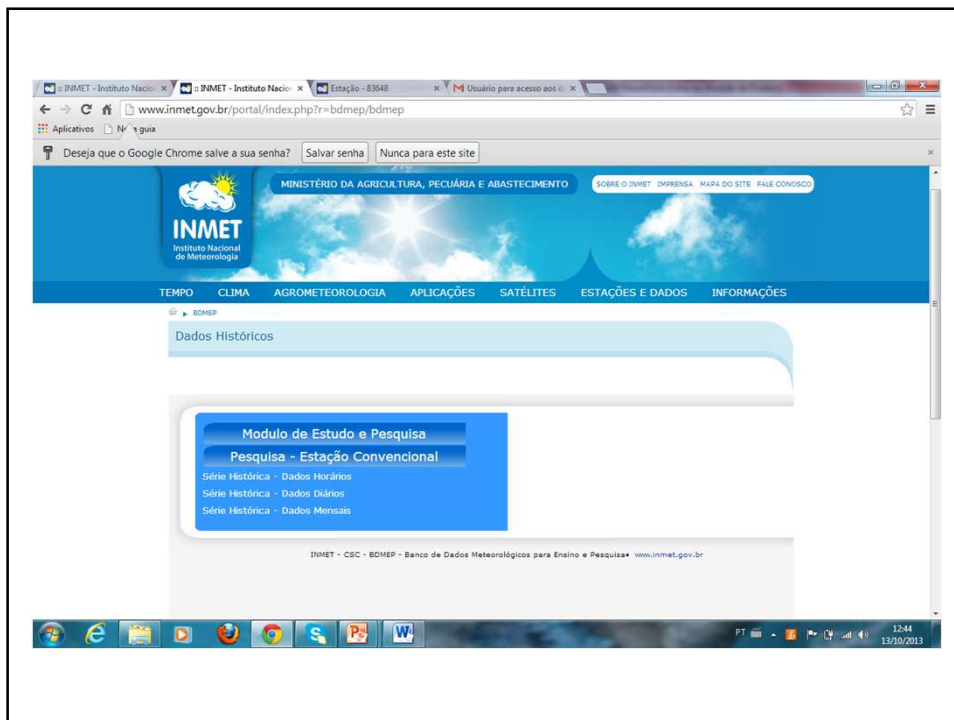 :: INMET - Instituto Nacio
:: INMET - Instituto Nacio
Estação - 83648
Usuário para acesso aos d
www.inmet.gov.br/portal/index.php?r=bdmep/bdmep
Aplicativos
guia
Deseja que o Google Chrome salve a sua senha? Salvar senha Nunca para este site
MINISTÉRIO DA AGRICULTURA, PECUÁRIA E ABASTECIMENTO
SOBRE O INMET IMPRENSA MAPA DO SITE FALE CONOSCO
INMET
Instituto Nacional
de Meteorologia
TEMPO CLIMA AGROMETEOROLOGIA APLICAÇÕES SATÉLITES ESTAÇÕES E DADOS INFORMAÇÕES
BDMEP
Dados Históricos
Modulo de Estudo e Pesquisa
Pesquisa - Estação Convencional
Série Histórica - Dados Horários
Série Histórica - Dados Diários
Série Histórica - Dados Mensais
INMET - CSC - BDMEP - Banco de Dados Meteorológicos para Ensino e Pesquisa• www.inmet.gov.br
PT
12:44
13/10/2013